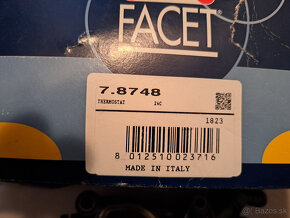 FACET
7.8748
THERMOSTAT
1823
8 012510 023716
MADE IN ITALY
bazos.sk